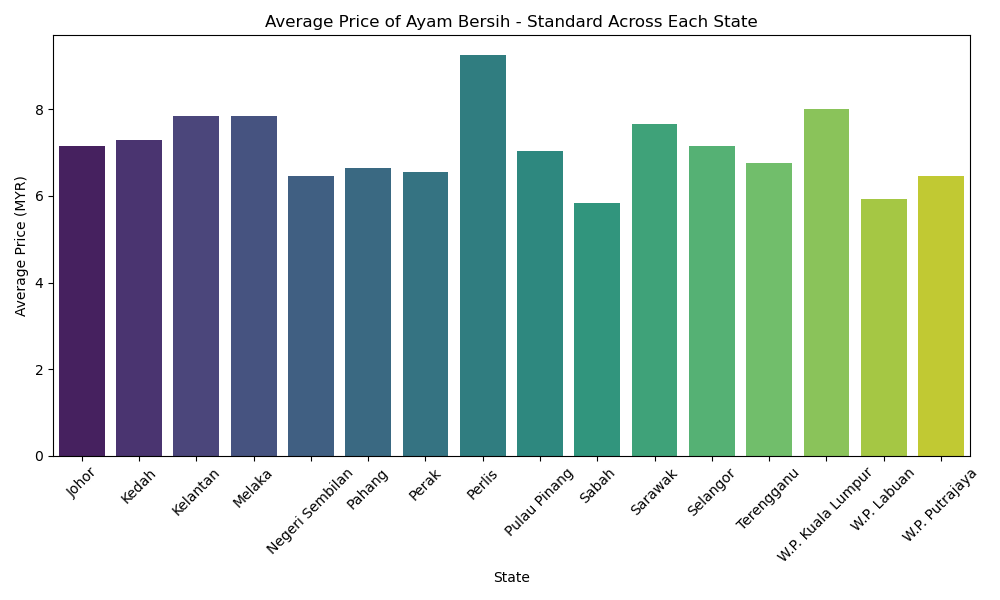 Average Price of Ayam Bersih - Standard Across Each State
Average Price (MYR)
8
6
4
2
0
Johor
Kedah
Kelantan
Melaka
Negeri Sembilan
Pahang
Perak
Perlis
Pulau Pinang
Sabah
Sarawak
Selangor
Terengganu
W.P. Kuala Lumpur
W.P. Labuan
W.P. Putrajaya
State